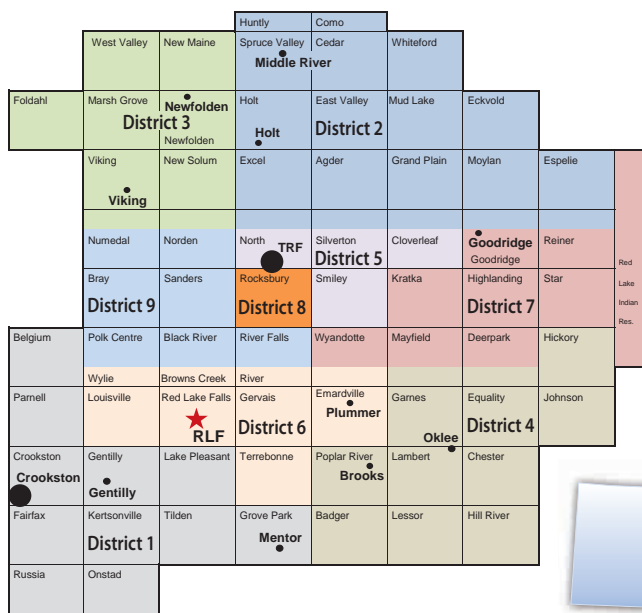 Huntly Como
West Valley New Maine Spruce Valley Cedar Whiteford
Middle River
Foldahl Marsh Grove Newfolden Holt East Valley Mud Lake Eckvold
District 3 District 2
Newfolden Holt
Viking New Solum Excel Agder Grand Plain Moylan Espelie
Viking
Numedal Norden North TRF Silverton Cloverleaf Goodridge Reiner
District 5 Goodridge
Red
Lake
Indian
Res.
Bray Sanders Rocksbury Smiley Kratka Highlanding Star
District 9 District 8 District 7
Belgium Polk Centre Black River River Falls Wyandotte Mayfield Deerpark Hickory
Wylie Browns Creek River
Parnell Louisville Red Lake Falls Gervais Emardville Garnes Equality Johnson
Plummer
RLF District 6 District 4
Oklee
Crookston Gentilly Lake Pleasant Terrebonne Poplar River Lambert Chester
Crookston Brooks
Gentilly
Fairfax Kertsonville Tilden Grove Park Badger Lessor Hill River
District 1 Mentor
Russia Onstad